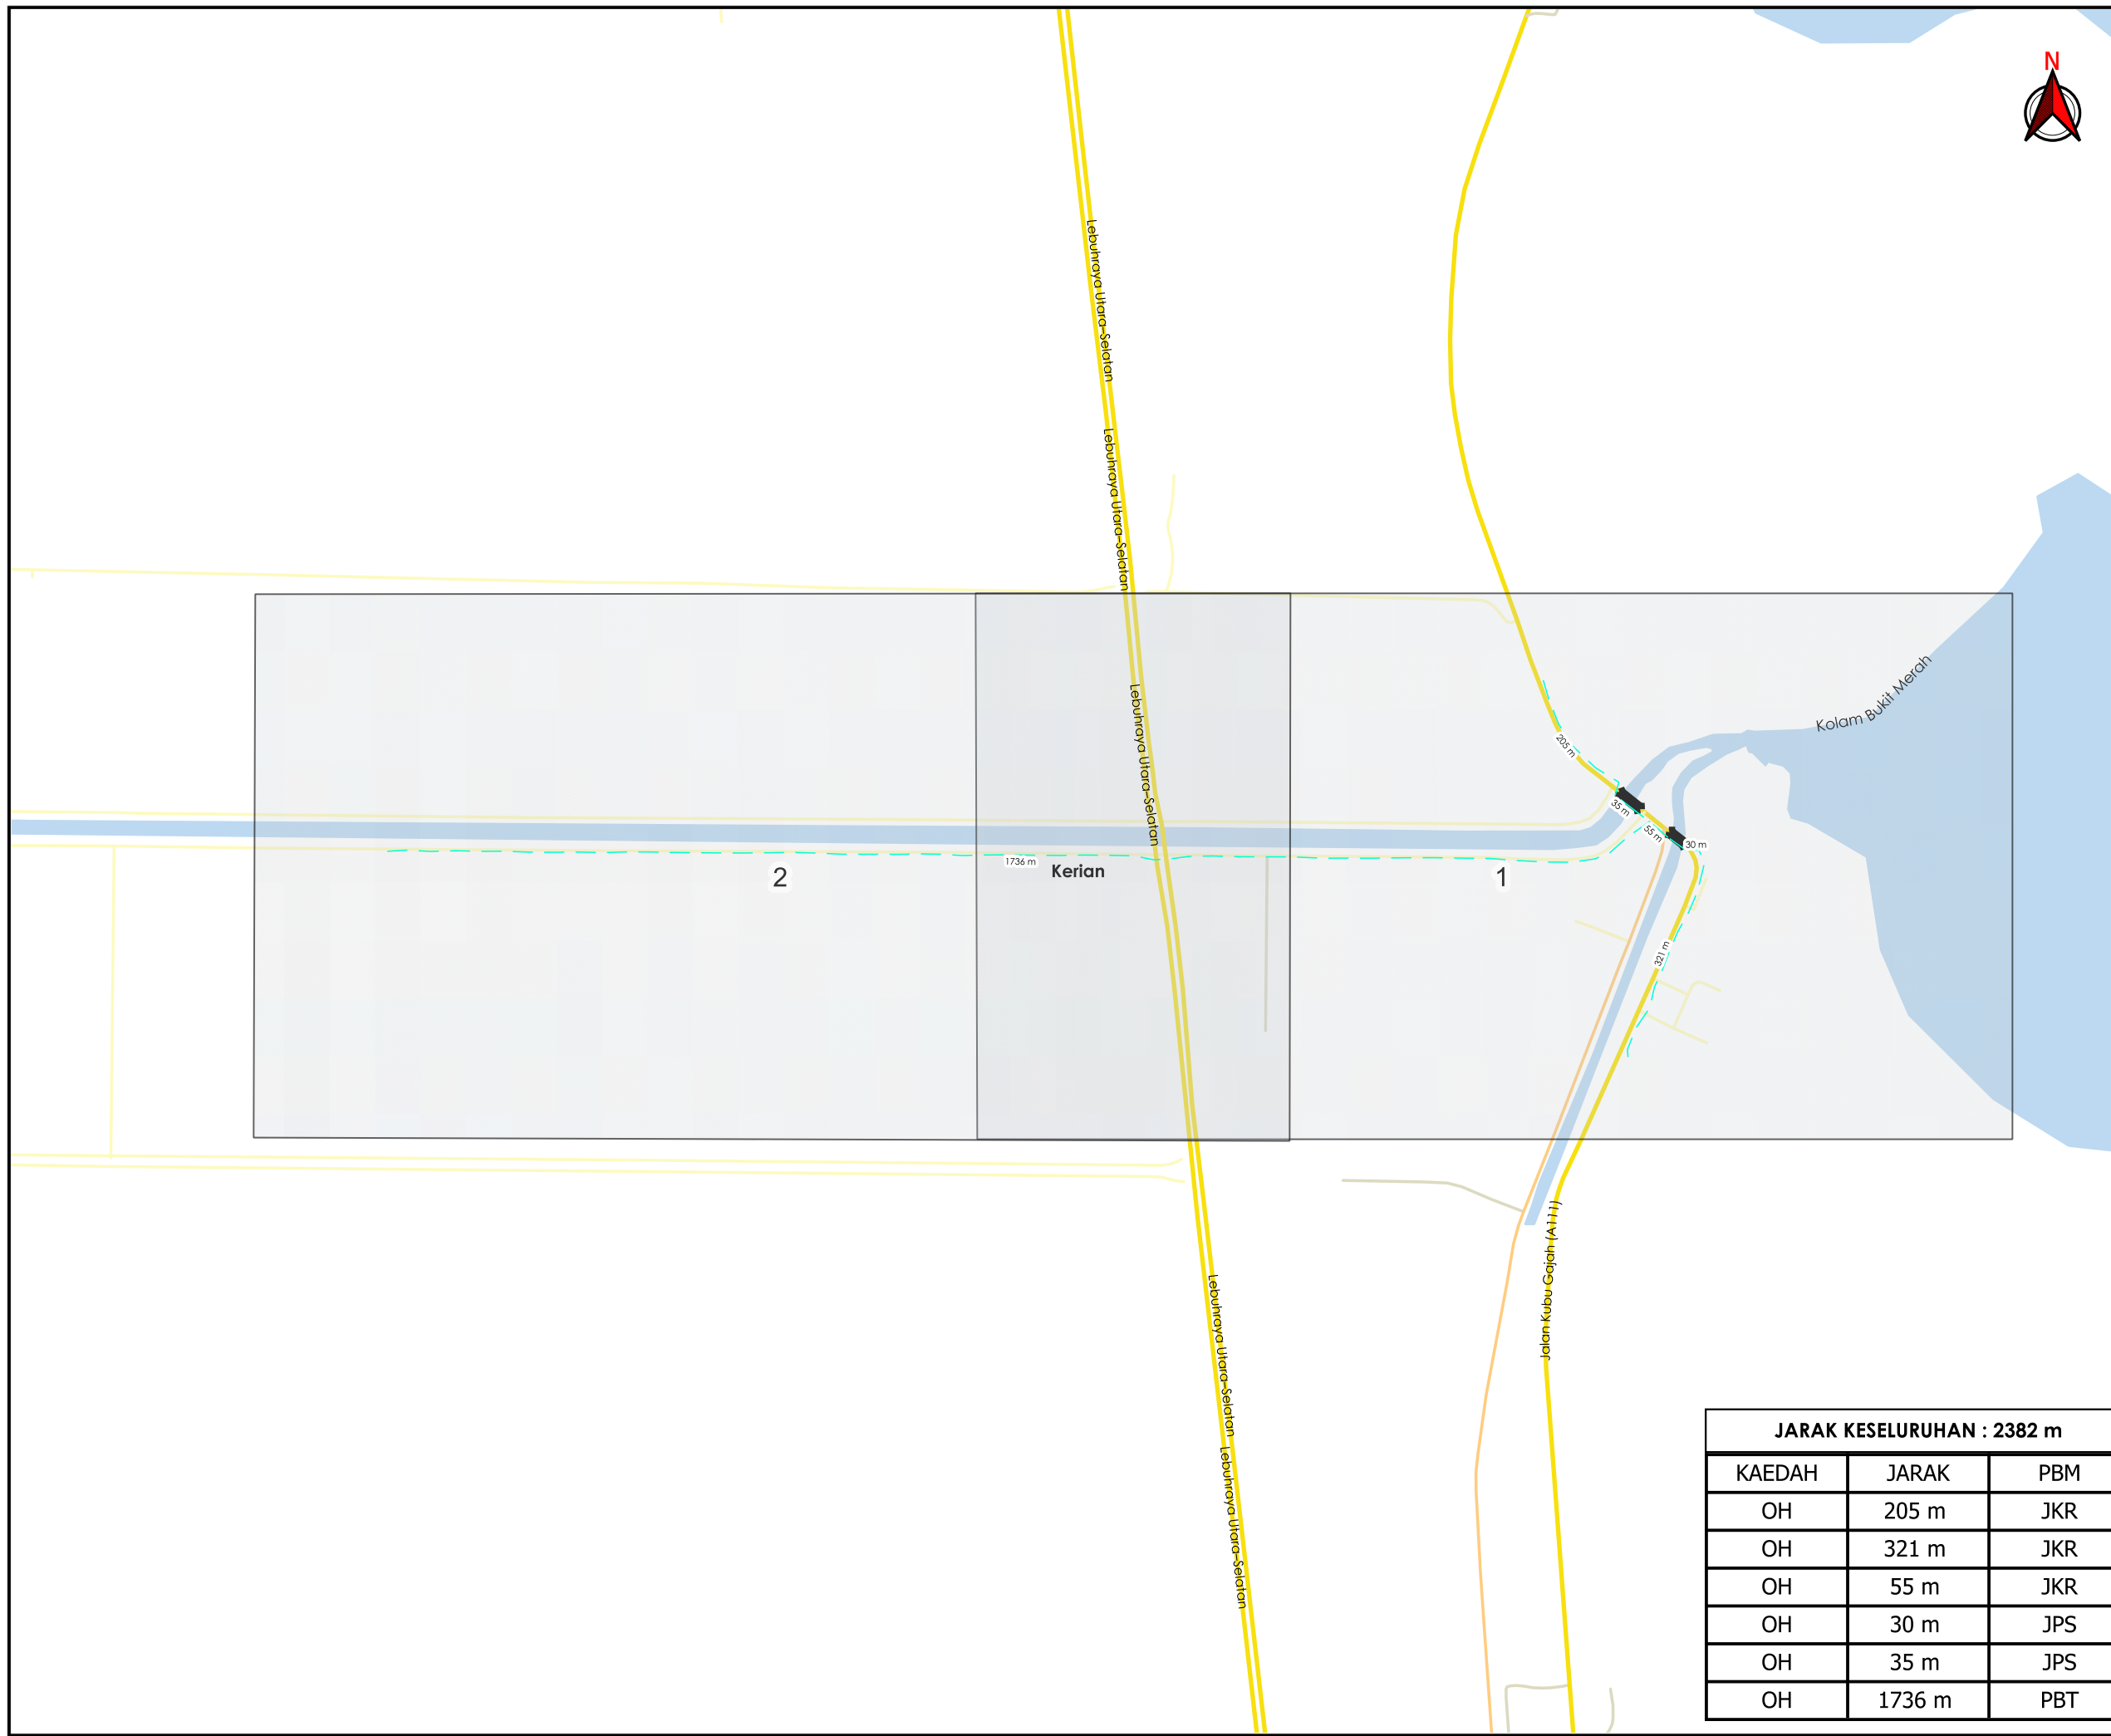 N
Lebuhraya Utara-Selatan
Lebuhraya Utara-Selatan
Lebuhraya Utara-Selatan
Kolam Bukit Merah
205 m
35 m
55 m
30 m
1736 m
Kerian
2
1
321 m
Jalan Kubu Gajah (A111)
Lebuhraya Utara-Selatan
Lebuhraya Utara-Selatan
JARAK KESELURUHAN : 2382 m
KAEDAH JARAK PBM
OH 205 m JKR
OH 321 m JKR
OH 55 m JKR
OH 30 m JPS
OH 35 m JPS
OH 1736 m PBT